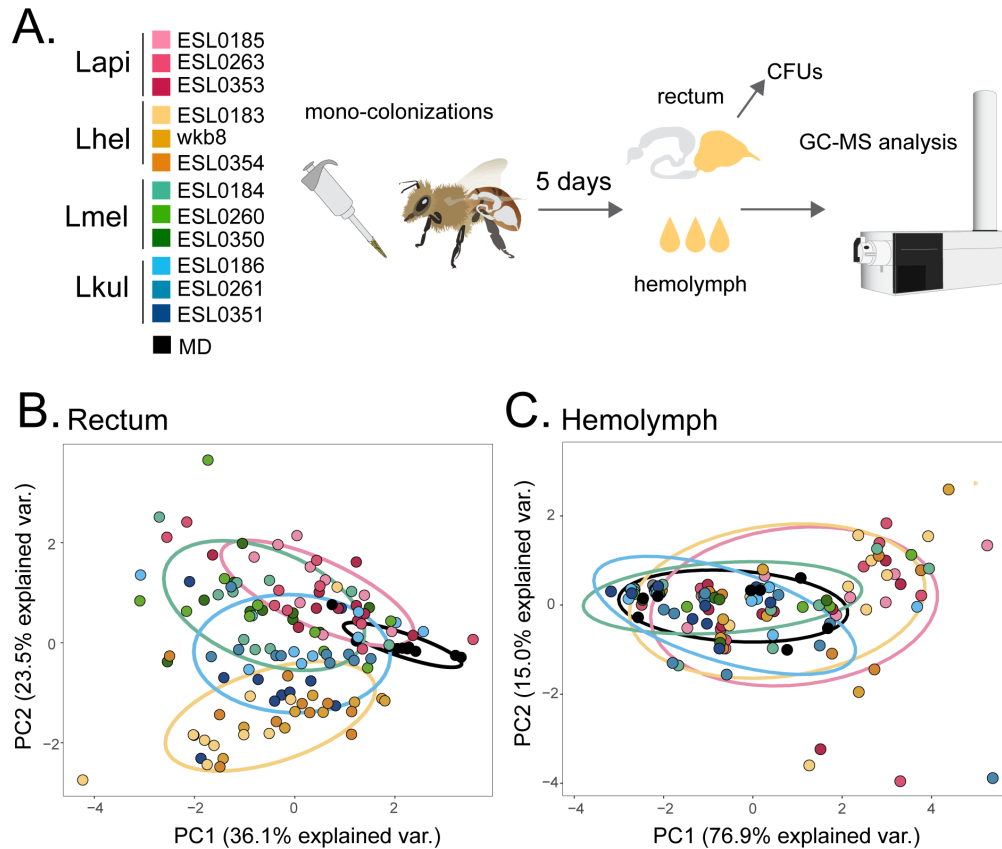 A.
Lapi
ESL0185
ESL0263
ESL0353
Lhel
ESL0183
wkb8
ESL0354
Lmel
ESL0184
ESL0260
ESL0350
Lkul
ESL0186
ESL0261
ESL0351
MD
mono-colonizations
5 days
rectum
CFUs
hemolymph
GC-MS analysis
B. Rectum
PC2 (23.5% explained var.)
2
0
−2
−4
−2
0
2
PC1 (36.1% explained var.)
C. Hemolymph
PC2 (15.0% explained var.)
2
0
−2
−4
−4
−2
0
2
4
PC1 (76.9% explained var.)